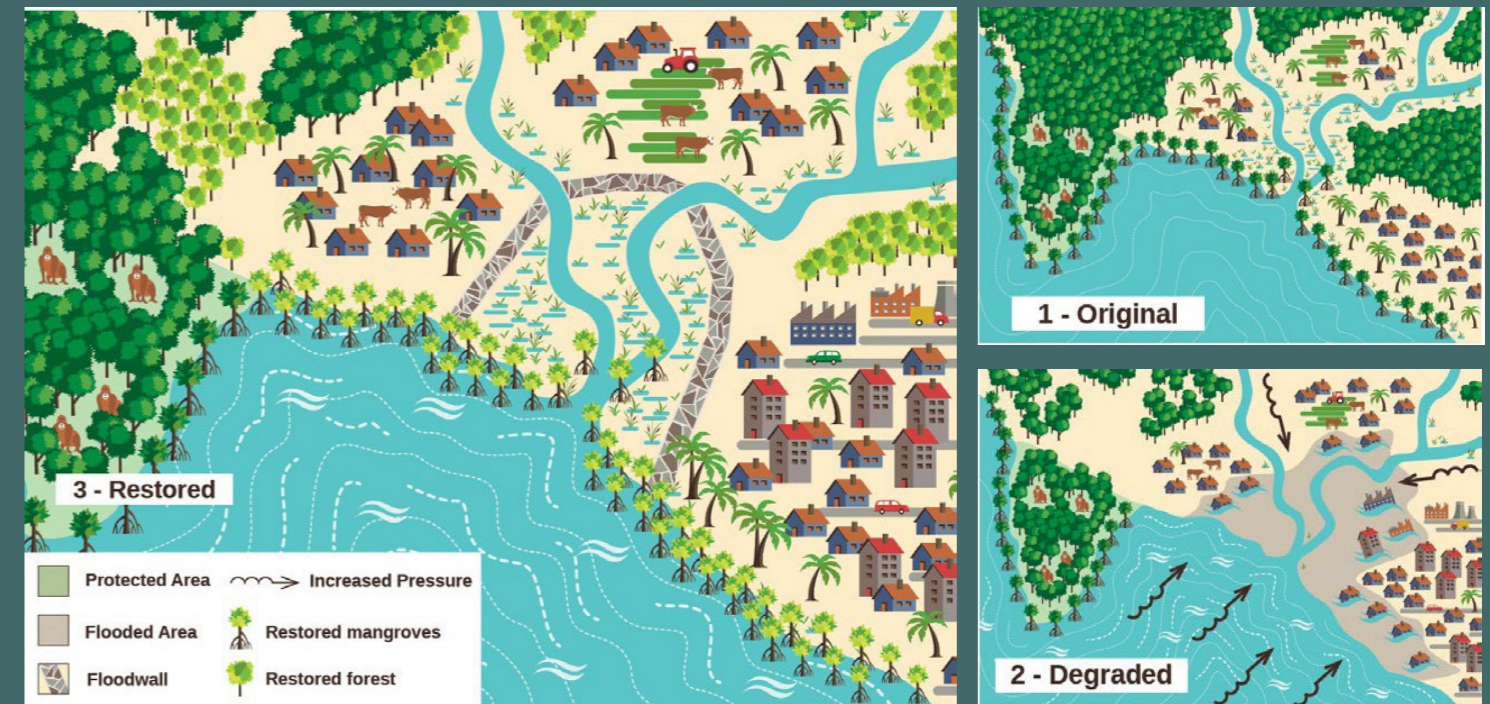 1 - Original
3 - Restored
2 - Degraded
Protected Area
Increased Pressure
Flooded Area
Restored mangroves
Floodwall
Restored forest